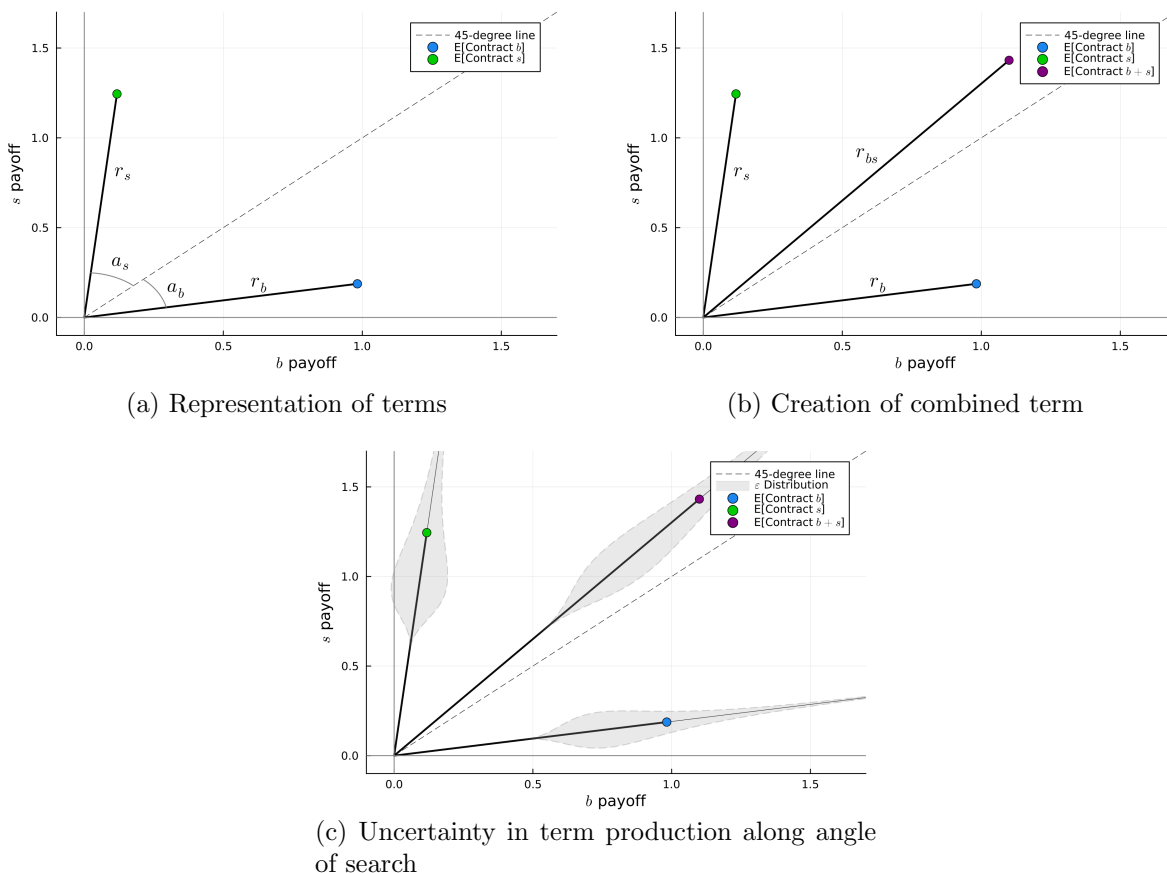 1.5
1.0
0.5
0.0
s payoff
45-degree line
E[Contract b]
E[Contract s]
r_s
a_s
a_b
r_b
0.0 0.5 1.0 1.5
b payoff
(a) Representation of terms
1.5
1.0
0.5
0.0
s payoff
45-degree line
E[Contract b]
E[Contract s]
E[Contract b + s]
r_bs
r_s
r_b
0.0 0.5 1.0 1.5
b payoff
(b) Creation of combined term
1.5
1.0
0.5
0.0
s payoff
45-degree line
ε Distribution
E[Contract b]
E[Contract s]
E[Contract b + s]
0.0 0.5 1.0 1.5
b payoff
(c) Uncertainty in term production along angle
of search